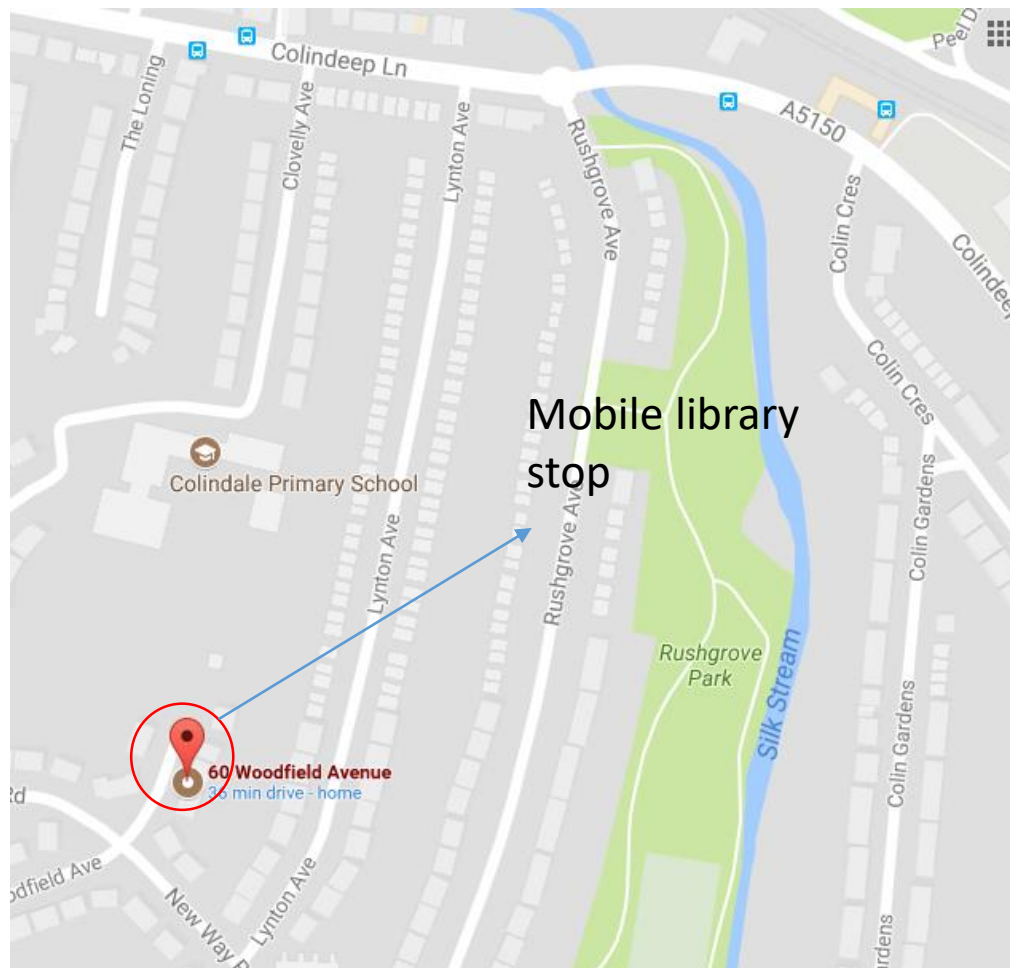 Peel D
Colindeep Ln
The Loning
Clovelly Ave
Lynton Ave
Rushgrove Ave
A5150
Colin Cres
Colindeep
Colin Cres
Mobile library
stop
Colindale Primary School
Lynton Ave
Rushgrove Ave
Colin Gardens
Rushgrove
Park
Silk Stream
Colin Gardens
60 Woodfield Avenue
36 min drive - home
Rd
odfield Ave
New Way R
Lynton Ave
rdens